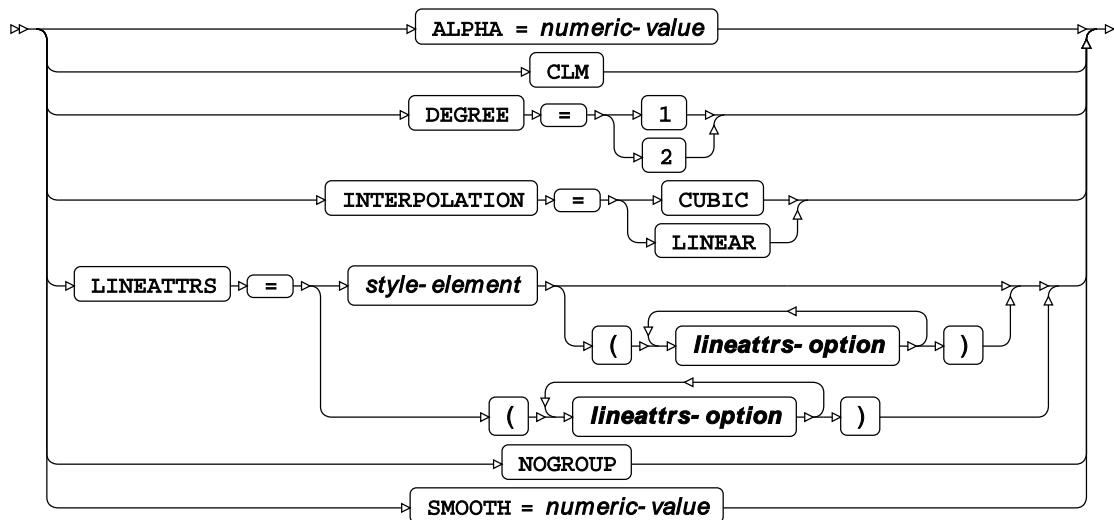 ALPHA = numeric-value
CLM
DEGREE = 1
2
INTERPOLATION = CUBIC
LINEAR
LINEATTRS = style-element
( lineattrs-option )
( lineattrs-option )
NOGROUP
SMOOTH = numeric-value